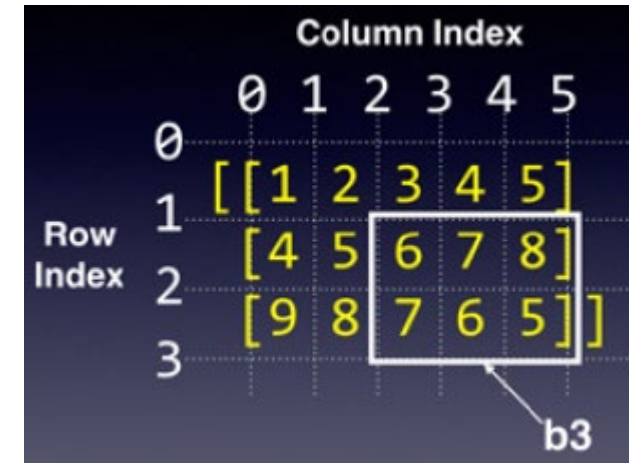 Column Index
0 1 2 3 4 5
0
[[1 2 3 4 5]
1
Row
Index
[4 5 6 7 8]
2
[9 8 7 6 5]]
3
b3